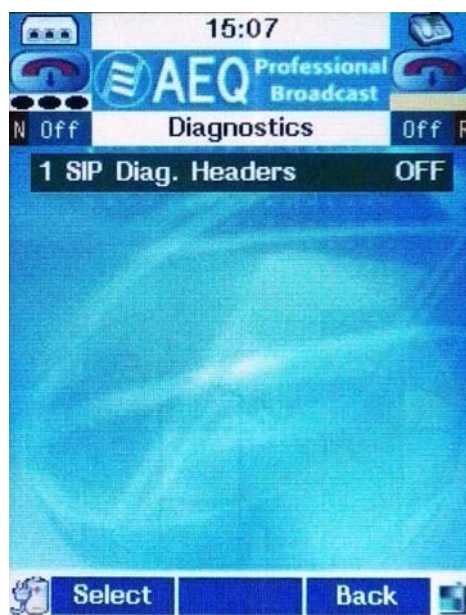 15:07
AEQ Professional Broadcast
N Off Diagnostics Off R
1 SIP Diag. Headers OFF
Select Back